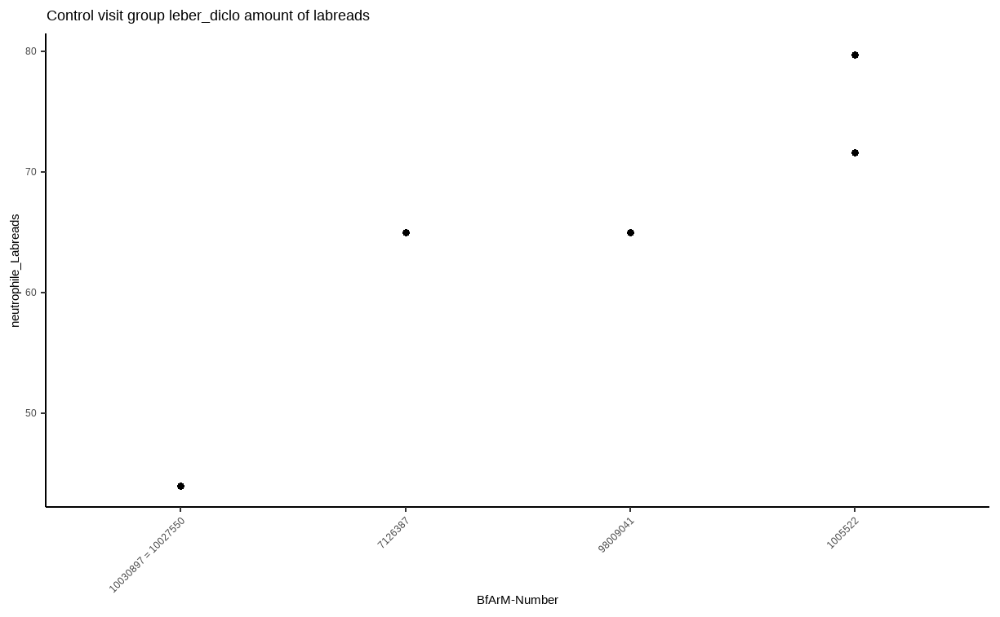 Control visit group leber_diclo amount of labreads
80
70
60
50
neutrophile_Labreads
10030897 = 10027550
7126387
98009041
1005522
BfArM-Number